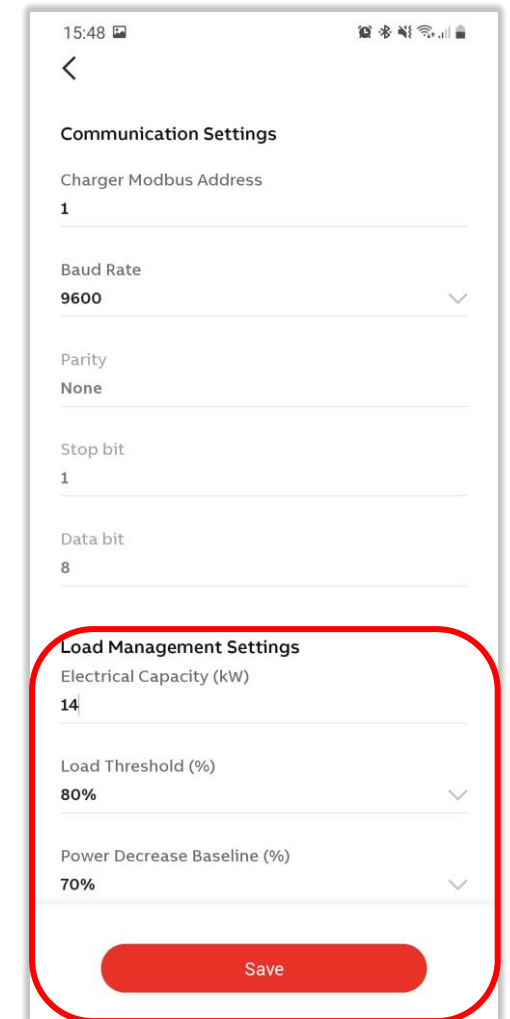 15:48
Communication Settings
Charger Modbus Address
1
Baud Rate
9600
Parity
None
Stop bit
1
Data bit
8
Load Management Settings
Electrical Capacity (kW)
14
Load Threshold (%)
80%
Power Decrease Baseline (%)
70%
Save